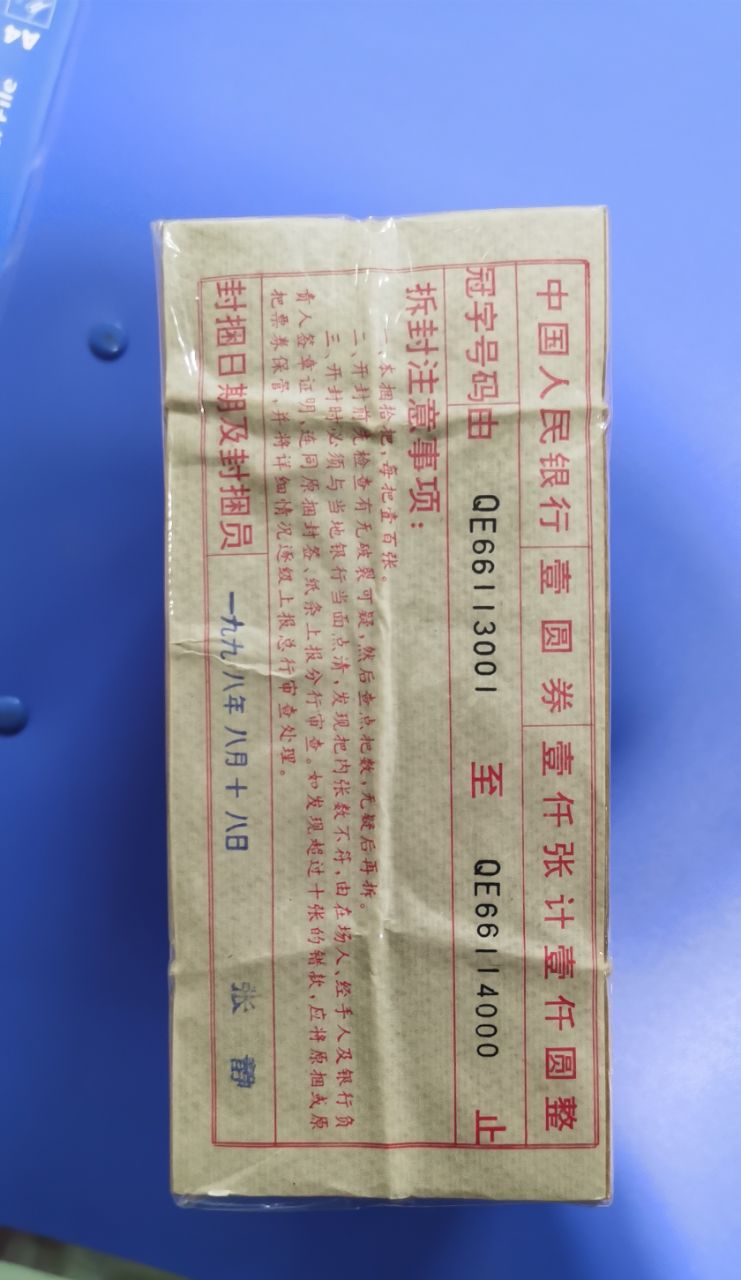 中国人民银行 壹圆券 壹仟张计壹仟圆整
冠字号码由 QE66113001 至 QE66114000 止
拆封注意事项：
一、本捆拾把，每把壹百张。
二、开封前先检查有无破裂可疑，然后查点把数，无疑后再拆。
三、开封时必须与当地银行当面点清，发现把内张数不符，由在场人、经手人及银行负
责人签章证明，连同原捆封签、纸条上报分行审查。如发现超过十张的错款，应将原捆或原
把票券保管，并将详细情况逐级上报总行审查处理。
封捆日期及封捆员 一九九八年八月十八日 张静
A4
File